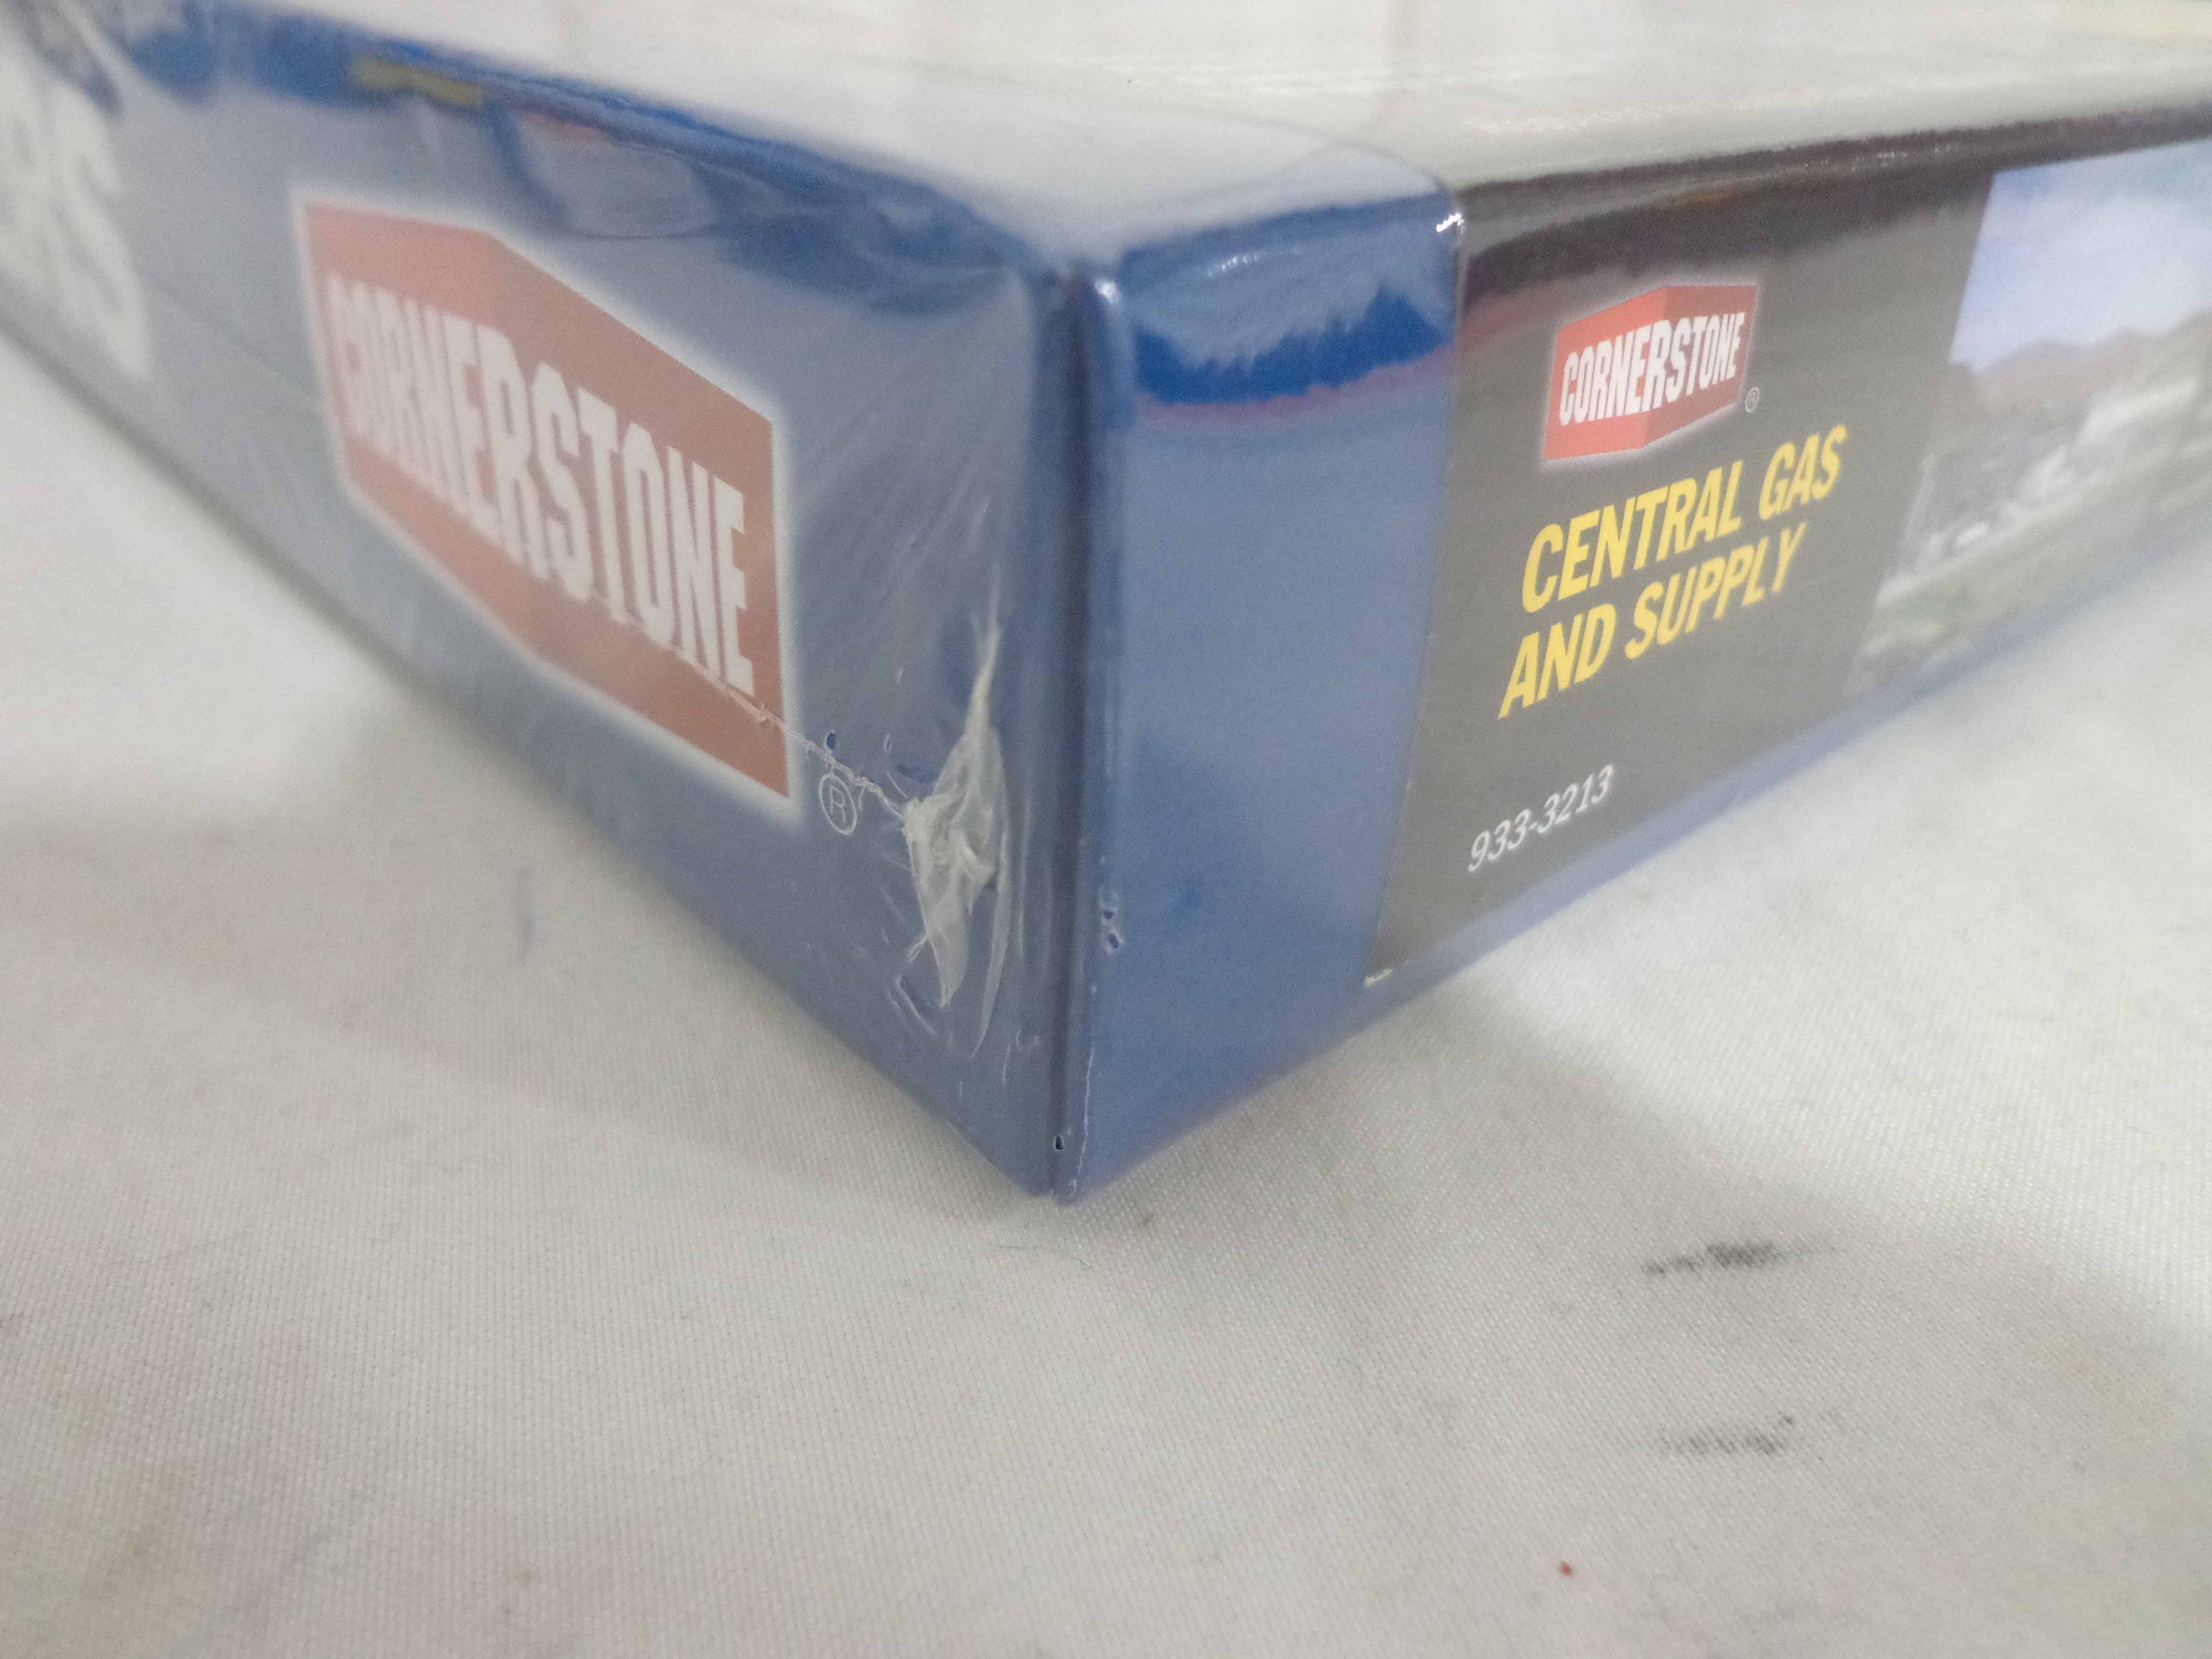 CORNERSTONE
®
CORNERSTONE
®
CENTRAL GAS
AND SUPPLY
933-3213